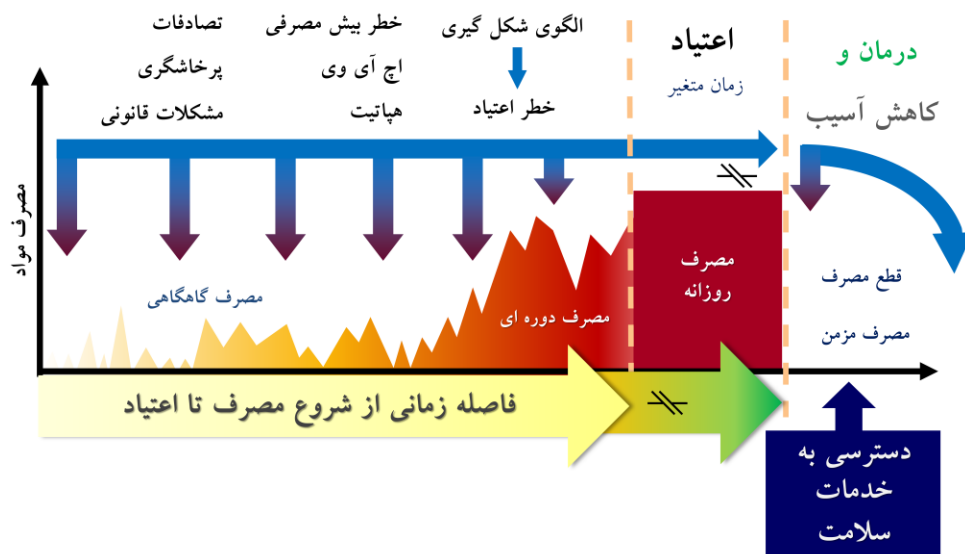 تصادفات
پرخاشگری
مشکلات قانونی
خطر بیش مصرفی
اچ آی وی
هپاتیت
الگوی شکل گیری
خطر اعتیاد
اعتیاد
زمان متغیر
درمان و
کاهش آسیب
مصرف مواد
مصرف گاهگاهی
مصرف دوره ای
مصرف
روزانه
قطع مصرف
مصرف مزمن
فاصله زمانی از شروع مصرف تا اعتیاد
دسترسی به
خدمات
سلامت